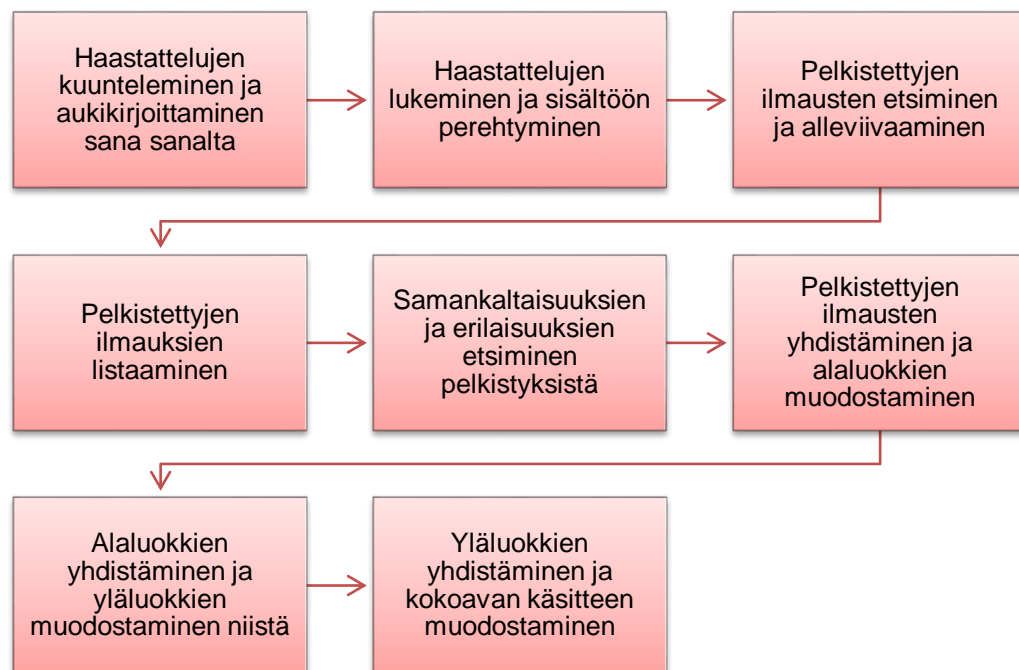 Haastattelujen
kuunteleminen ja
aukikirjoittaminen
sana sanalta
Haastattelujen
lukeminen ja sisältöön
perehtyminen
Pelkistettyjen
ilmausten etsiminen
ja alleviivaaminen
Pelkistettyjen
ilmauksien
listaaminen
Samankaltaisuuksien
ja erilaisuuksien
etsiminen
pelkistyksistä
Pelkistettyjen
ilmausten
yhdistäminen ja
alaluokkien
muodostaminen
Alaluokkien
yhdistäminen ja
yläluokkien
muodostaminen niistä
Yläluokkien
yhdistäminen ja
kokoavan käsitteen
muodostaminen